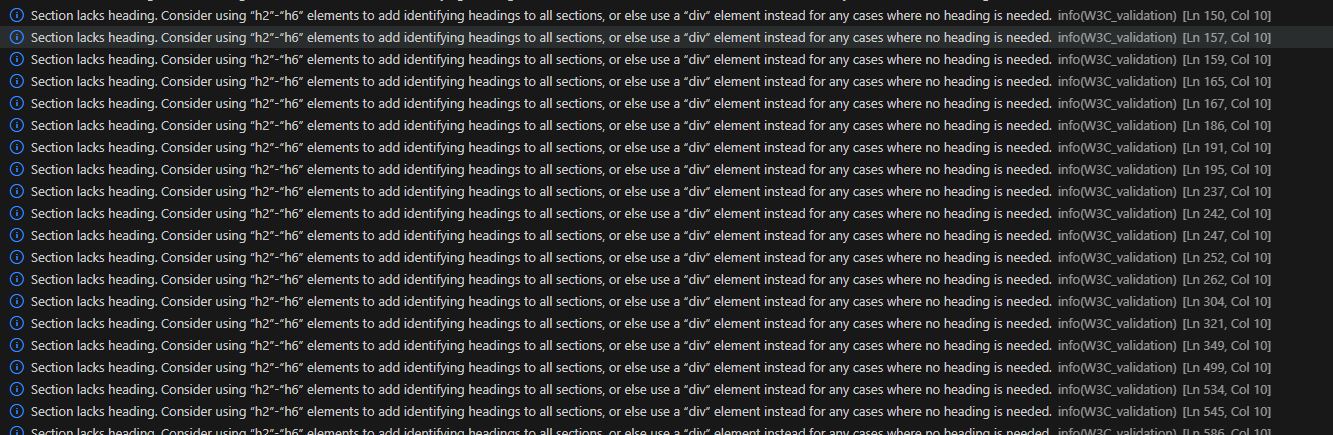 Section lacks heading. Consider using “h2”-“h6” elements to add identifying headings to all sections, or else use a “div” element instead for any cases where no heading is needed. info(W3C_validation) [Ln 150, Col 10]
Section lacks heading. Consider using “h2”-“h6” elements to add identifying headings to all sections, or else use a “div” element instead for any cases where no heading is needed. info(W3C_validation) [Ln 157, Col 10]
Section lacks heading. Consider using “h2”-“h6” elements to add identifying headings to all sections, or else use a “div” element instead for any cases where no heading is needed. info(W3C_validation) [Ln 159, Col 10]
Section lacks heading. Consider using “h2”-“h6” elements to add identifying headings to all sections, or else use a “div” element instead for any cases where no heading is needed. info(W3C_validation) [Ln 165, Col 10]
Section lacks heading. Consider using “h2”-“h6” elements to add identifying headings to all sections, or else use a “div” element instead for any cases where no heading is needed. info(W3C_validation) [Ln 167, Col 10]
Section lacks heading. Consider using “h2”-“h6” elements to add identifying headings to all sections, or else use a “div” element instead for any cases where no heading is needed. info(W3C_validation) [Ln 186, Col 10]
Section lacks heading. Consider using “h2”-“h6” elements to add identifying headings to all sections, or else use a “div” element instead for any cases where no heading is needed. info(W3C_validation) [Ln 191, Col 10]
Section lacks heading. Consider using “h2”-“h6” elements to add identifying headings to all sections, or else use a “div” element instead for any cases where no heading is needed. info(W3C_validation) [Ln 195, Col 10]
Section lacks heading. Consider using “h2”-“h6” elements to add identifying headings to all sections, or else use a “div” element instead for any cases where no heading is needed. info(W3C_validation) [Ln 237, Col 10]
Section lacks heading. Consider using “h2”-“h6” elements to add identifying headings to all sections, or else use a “div” element instead for any cases where no heading is needed. info(W3C_validation) [Ln 242, Col 10]
Section lacks heading. Consider using “h2”-“h6” elements to add identifying headings to all sections, or else use a “div” element instead for any cases where no heading is needed. info(W3C_validation) [Ln 247, Col 10]
Section lacks heading. Consider using “h2”-“h6” elements to add identifying headings to all sections, or else use a “div” element instead for any cases where no heading is needed. info(W3C_validation) [Ln 252, Col 10]
Section lacks heading. Consider using “h2”-“h6” elements to add identifying headings to all sections, or else use a “div” element instead for any cases where no heading is needed. info(W3C_validation) [Ln 262, Col 10]
Section lacks heading. Consider using “h2”-“h6” elements to add identifying headings to all sections, or else use a “div” element instead for any cases where no heading is needed. info(W3C_validation) [Ln 304, Col 10]
Section lacks heading. Consider using “h2”-“h6” elements to add identifying headings to all sections, or else use a “div” element instead for any cases where no heading is needed. info(W3C_validation) [Ln 321, Col 10]
Section lacks heading. Consider using “h2”-“h6” elements to add identifying headings to all sections, or else use a “div” element instead for any cases where no heading is needed. info(W3C_validation) [Ln 349, Col 10]
Section lacks heading. Consider using “h2”-“h6” elements to add identifying headings to all sections, or else use a “div” element instead for any cases where no heading is needed. info(W3C_validation) [Ln 499, Col 10]
Section lacks heading. Consider using “h2”-“h6” elements to add identifying headings to all sections, or else use a “div” element instead for any cases where no heading is needed. info(W3C_validation) [Ln 534, Col 10]
Section lacks heading. Consider using “h2”-“h6” elements to add identifying headings to all sections, or else use a “div” element instead for any cases where no heading is needed. info(W3C_validation) [Ln 545, Col 10]
Section lacks heading. Consider using “h2”-“h6” elements to add identifying headings to all sections, or else use a “div” element instead for any cases where no heading is needed. info(W3C_validation) [Ln 586, Col 10]